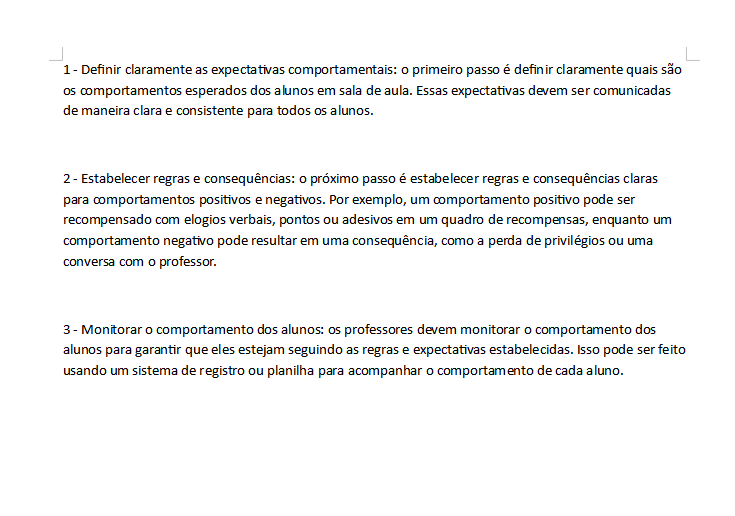 1 - Definir claramente as expectativas comportamentais: o primeiro passo é definir claramente quais são
os comportamentos esperados dos alunos em sala de aula. Essas expectativas devem ser comunicadas
de maneira clara e consistente para todos os alunos.
2 - Estabelecer regras e consequências: o próximo passo é estabelecer regras e consequências claras
para comportamentos positivos e negativos. Por exemplo, um comportamento positivo pode ser
recompensado com elogios verbais, pontos ou adesivos em um quadro de recompensas, enquanto um
comportamento negativo pode resultar em uma consequência, como a perda de privilégios ou uma
conversa com o professor.
3 - Monitorar o comportamento dos alunos: os professores devem monitorar o comportamento dos
alunos para garantir que eles estejam seguindo as regras e expectativas estabelecidas. Isso pode ser feito
usando um sistema de registro ou planilha para acompanhar o comportamento de cada aluno.